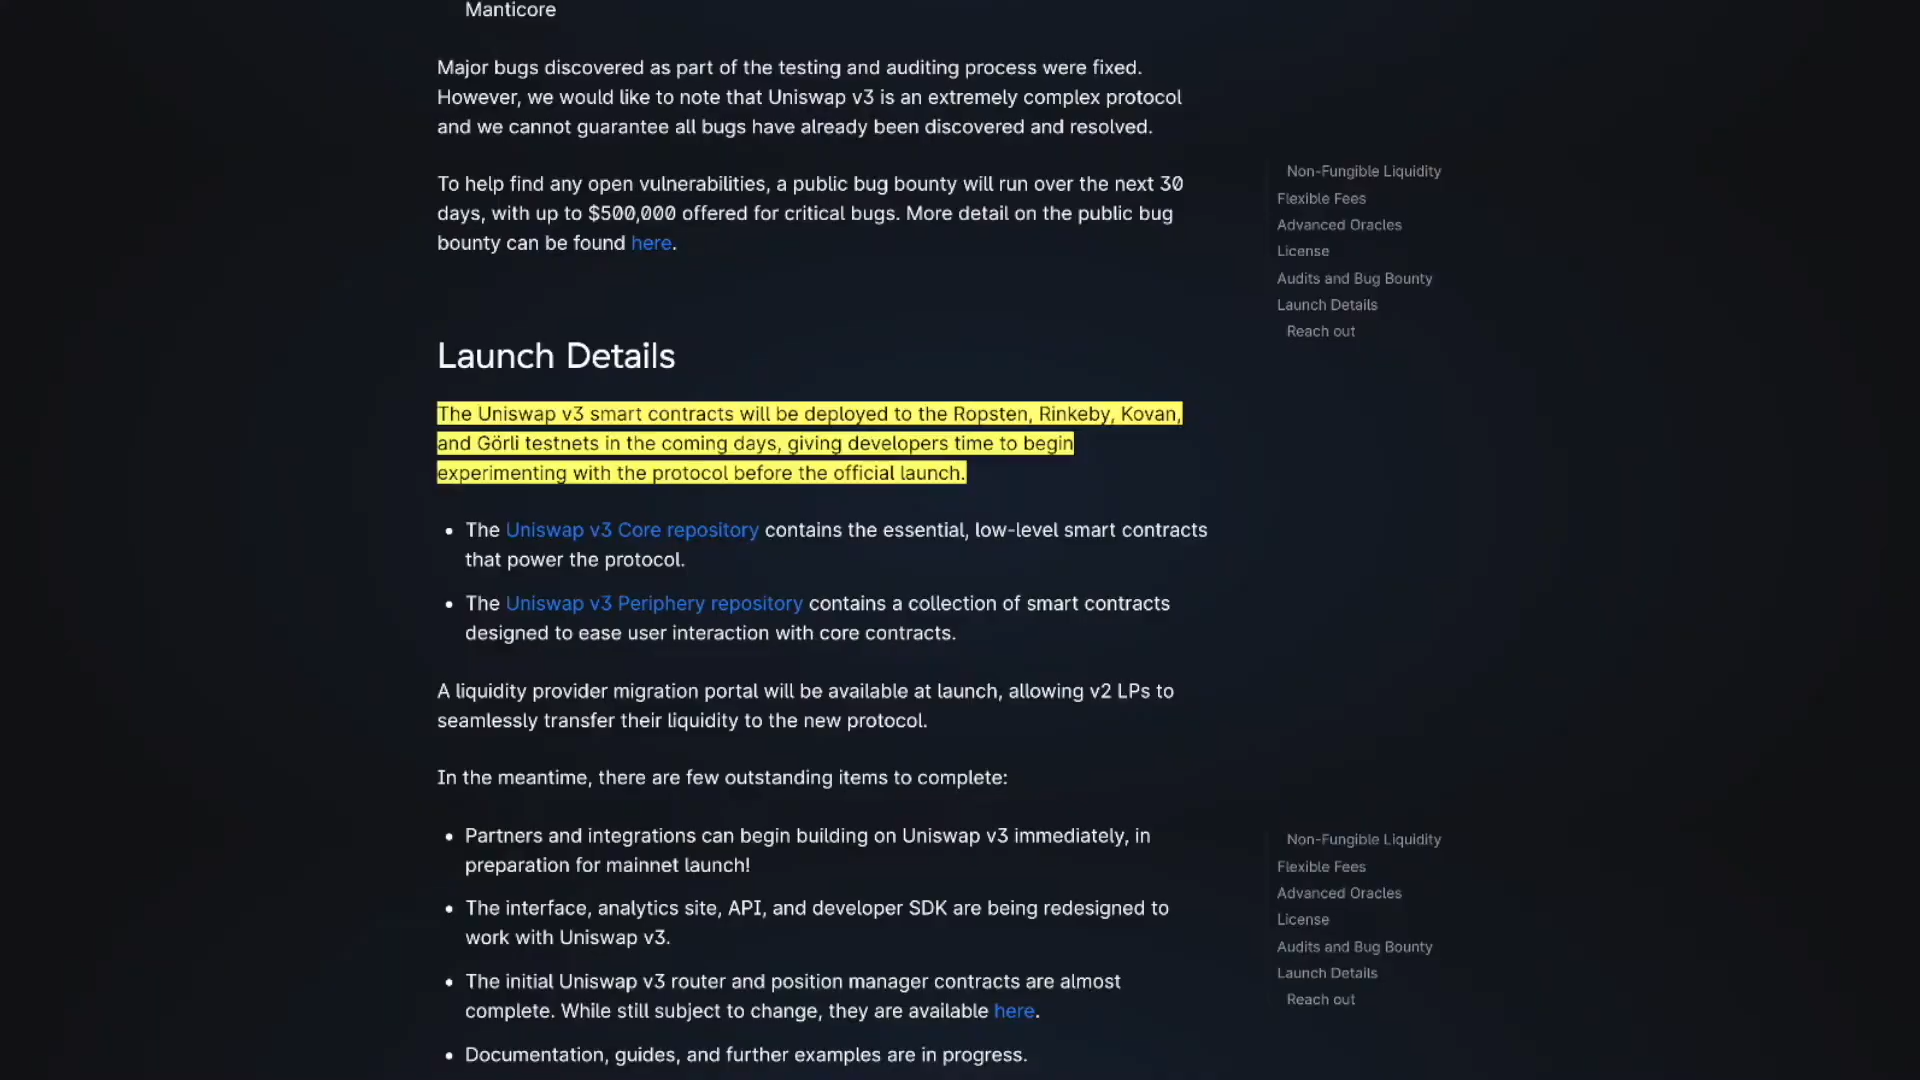 Manticore
Major bugs discovered as part of the testing and auditing process were fixed.
However, we would like to note that Uniswap v3 is an extremely complex protocol
and we cannot guarantee all bugs have already been discovered and resolved.
To help find any open vulnerabilities, a public bug bounty will run over the next 30
days, with up to $500,000 offered for critical bugs. More detail on the public bug
bounty can be found here.
Launch Details
The Uniswap v3 smart contracts will be deployed to the Ropsten, Rinkeby, Kovan,
and Görli testnets in the coming days, giving developers time to begin
experimenting with the protocol before the official launch.
• The Uniswap v3 Core repository contains the essential, low-level smart contracts
that power the protocol.
• The Uniswap v3 Periphery repository contains a collection of smart contracts
designed to ease user interaction with core contracts.
A liquidity provider migration portal will be available at launch, allowing v2 LPs to
seamlessly transfer their liquidity to the new protocol.
In the meantime, there are few outstanding items to complete:
• Partners and integrations can begin building on Uniswap v3 immediately, in
preparation for mainnet launch!
• The interface, analytics site, API, and developer SDK are being redesigned to
work with Uniswap v3.
• The initial Uniswap v3 router and position manager contracts are almost
complete. While still subject to change, they are available here.
• Documentation, guides, and further examples are in progress.
Non-Fungible Liquidity
Flexible Fees
Advanced Oracles
License
Audits and Bug Bounty
Launch Details
Reach out
Non-Fungible Liquidity
Flexible Fees
Advanced Oracles
License
Audits and Bug Bounty
Launch Details
Reach out